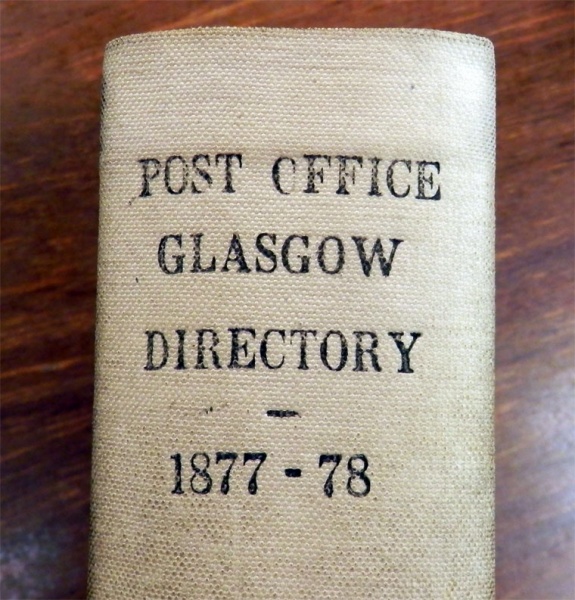 POST OFFICE
GLASGOW
DIRECTORY
-
1877-78